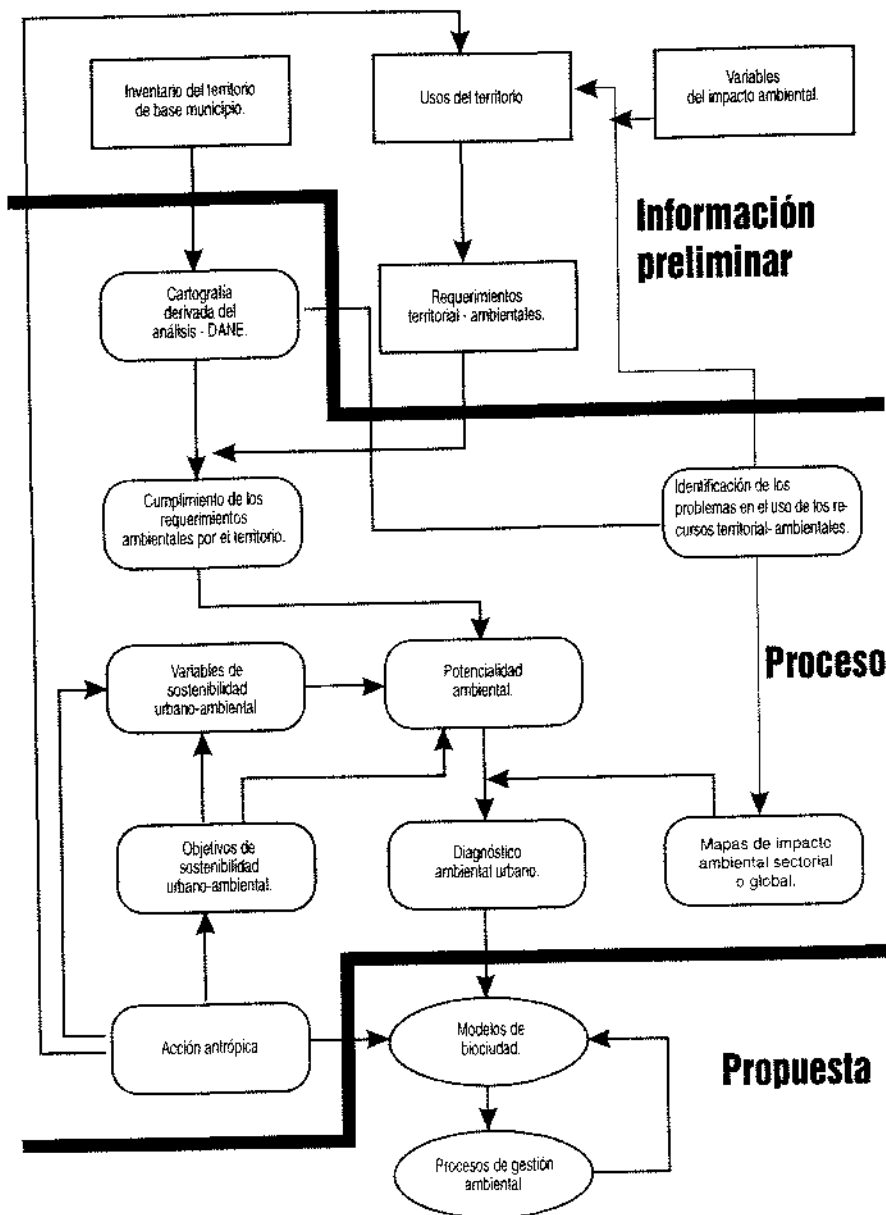 Inventario del territorio
de base municipio.
Usos del territorio
Variables
del impacto ambiental.
Información
preliminar
Cartografía
derivada del
análisis - DANE.
Requerimientos
territorial - ambientales.
Cumplimiento de los
requerimientos
ambientales por el territorio.
Identificación de los
problemas en el uso de los re-
cursos territorial- ambientales.
Proceso
Variables de
sostenibilidad
urbano-ambiental
Potencialidad
ambiental.
Objetivos de
sostenibilidad
urbano-ambiental.
Diagnóstico
ambiental urbano.
Mapas de impacto
ambiental sectorial
o global.
Acción antrópica
Modelos de
biociudad.
Propuesta
Procesos de gestión
ambiental